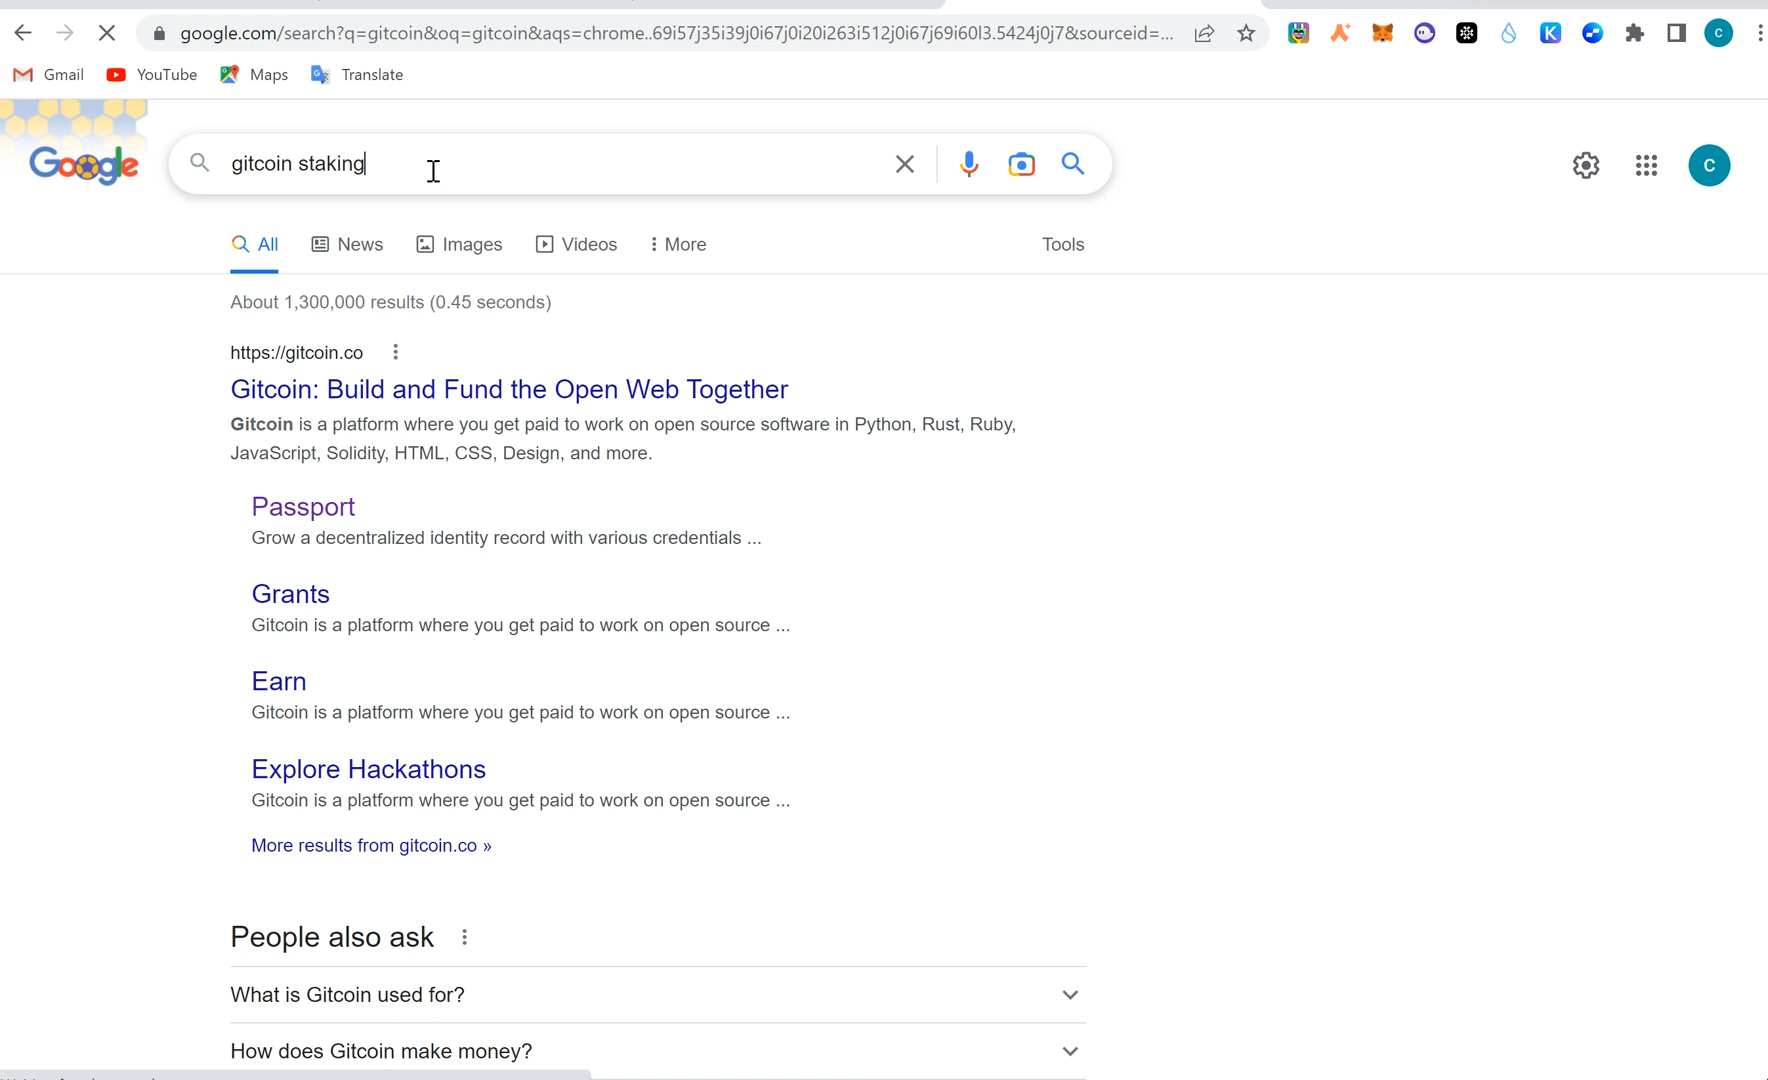 google.com/search?q=gitcoin&oq=gitcoin&aqs=chrome..69i57j35i39j0i67j0i20i263i512j0i67j69i60l3.5424j0j7&sourceid=...
C
Gmail YouTube Maps Translate
Google gitcoin staking
C
All News Images Videos More Tools
About 1,300,000 results (0.45 seconds)
https://gitcoin.co
Gitcoin: Build and Fund the Open Web Together
Gitcoin is a platform where you get paid to work on open source software in Python, Rust, Ruby,
JavaScript, Solidity, HTML, CSS, Design, and more.
Passport
Grow a decentralized identity record with various credentials ...
Grants
Gitcoin is a platform where you get paid to work on open source ...
Earn
Gitcoin is a platform where you get paid to work on open source ...
Explore Hackathons
Gitcoin is a platform where you get paid to work on open source ...
More results from gitcoin.co »
People also ask
What is Gitcoin used for?
How does Gitcoin make money?